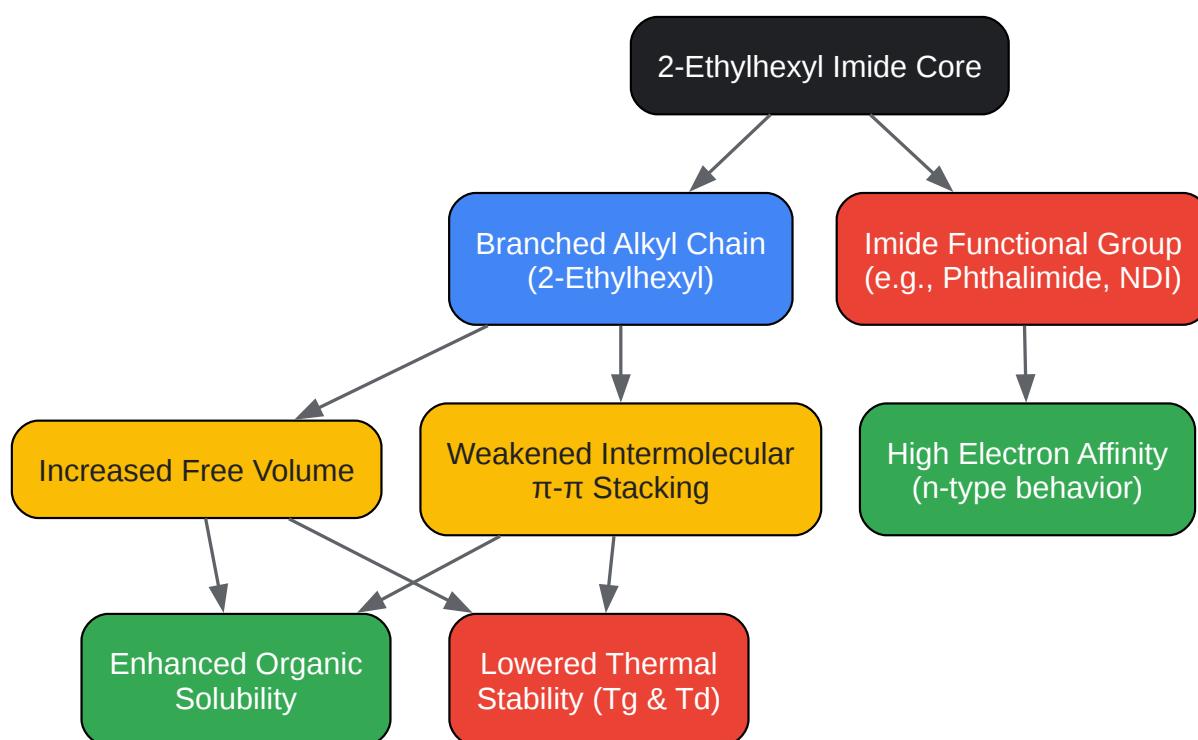 2-Ethylhexyl Imide Core
Branched Alkyl Chain
(2-Ethylhexyl)
Imide Functional Group
(e.g., Phthalimide, NDI)
Increased Free Volume
Weakened Intermolecular
π-π Stacking
High Electron Affinity
(n-type behavior)
Enhanced Organic
Solubility
Lowered Thermal
Stability (Tg & Td)